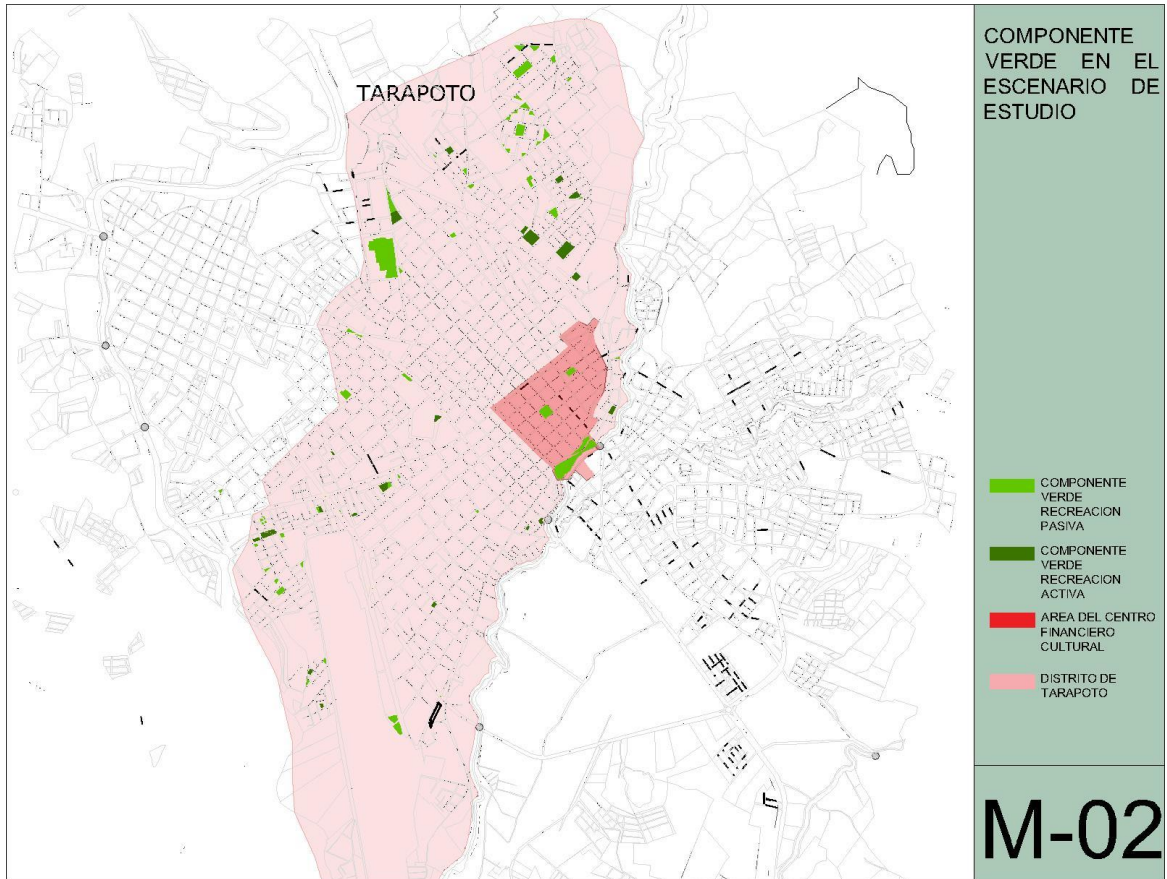 TARAPOTO
COMPONENTE
VERDE EN EL
ESCENARIO DE
ESTUDIO
COMPONENTE
VERDE
RECREACION
PASIVA
COMPONENTE
VERDE
RECREACION
ACTIVA
AREA DEL CENTRO
FINANCIERO
CULTURAL
DISTRITO DE
TARAPOTO
M-02